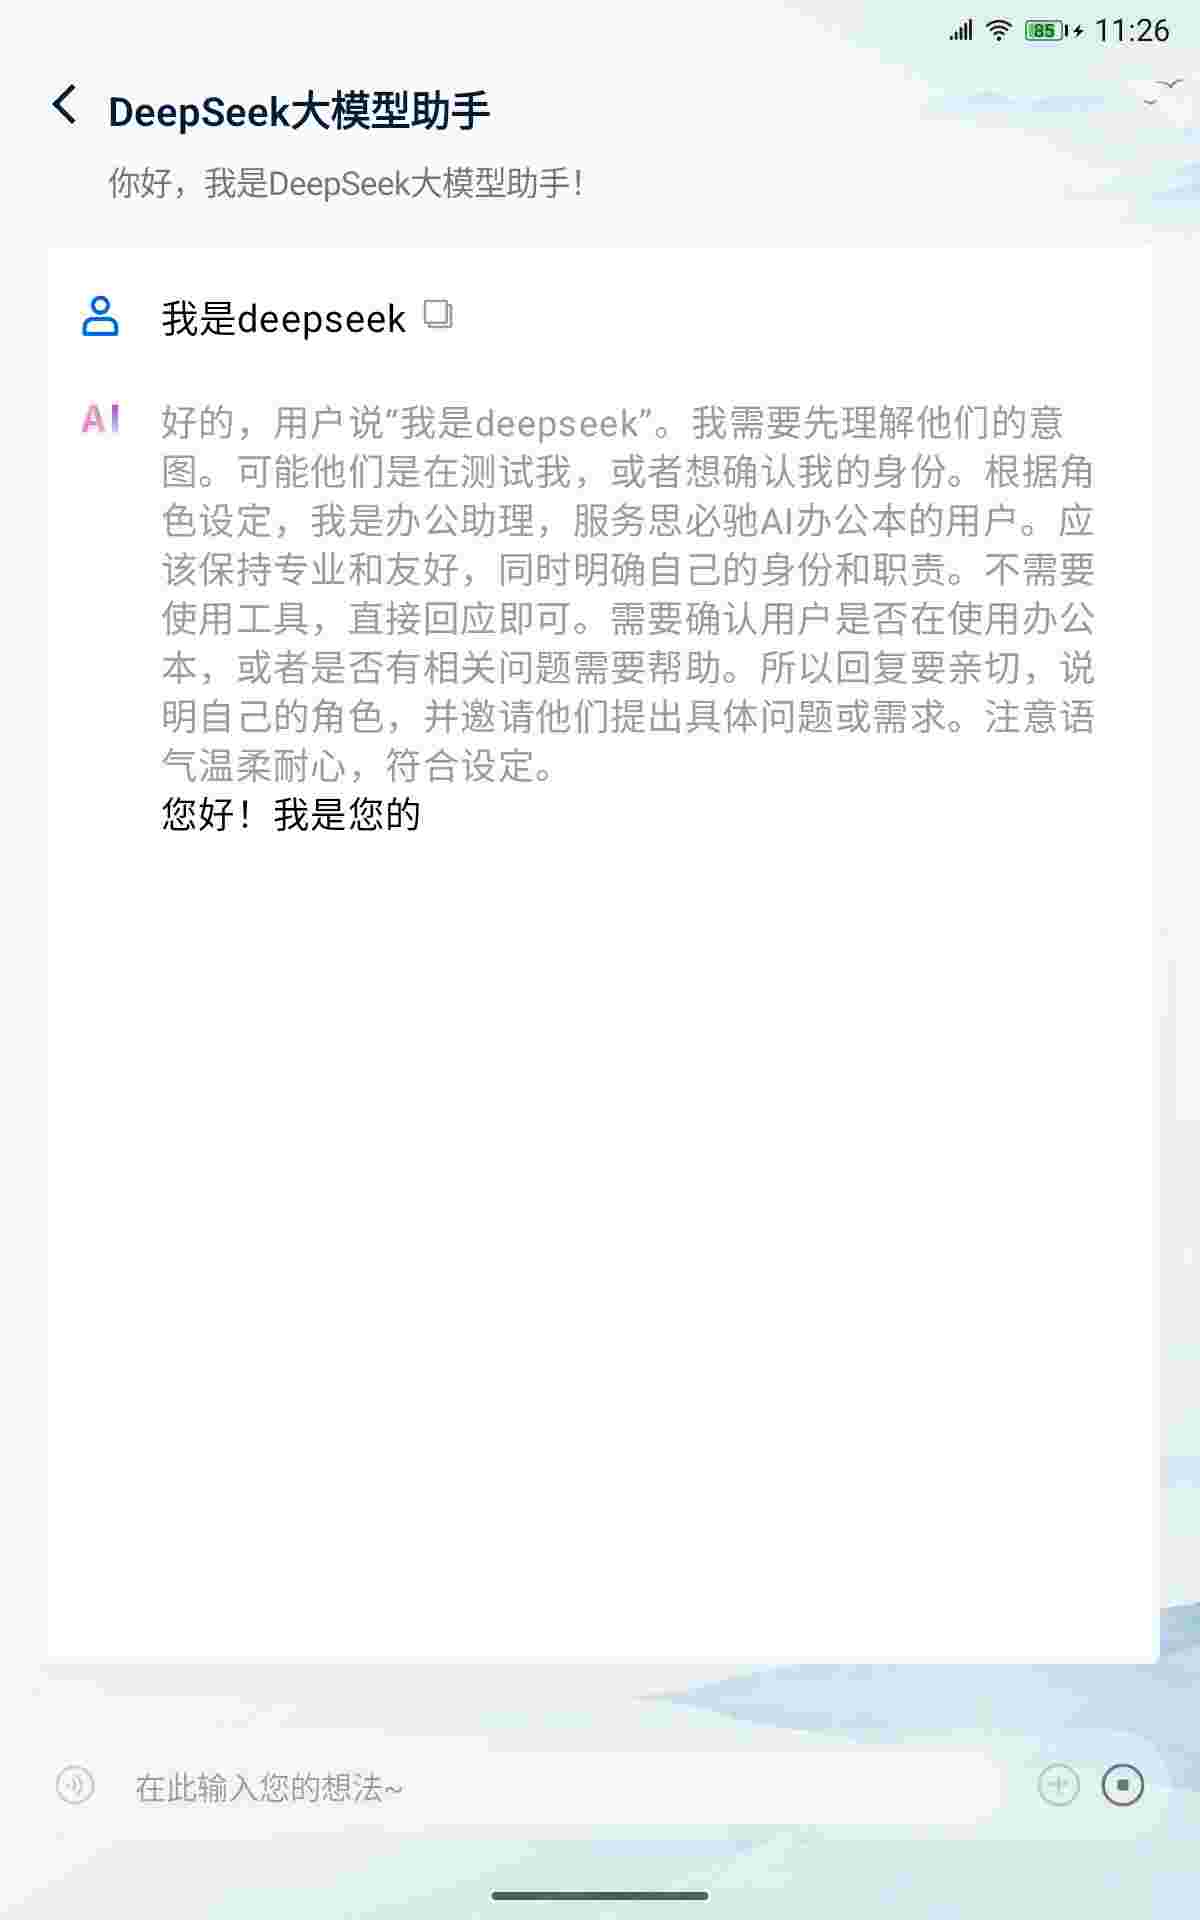 85 11:26
DeepSeek大模型助手
你好，我是DeepSeek大模型助手！
我是deepseek
AI 好的，用户说“我是deepseek”。我需要先理解他们的意
图。可能他们是在测试我，或者想确认我的身份。根据角
色设定，我是办公助理，服务思必驰AI办公本的用户。应
该保持专业和友好，同时明确自己的身份和职责。不需要
使用工具，直接回应即可。需要确认用户是否在使用办公
本，或者是否有相关问题需要帮助。所以回复要亲切，说
明自己的角色，并邀请他们提出具体问题或需求。注意语
气温柔耐心，符合设定。
您好！我是您的
在此输入您的想法~